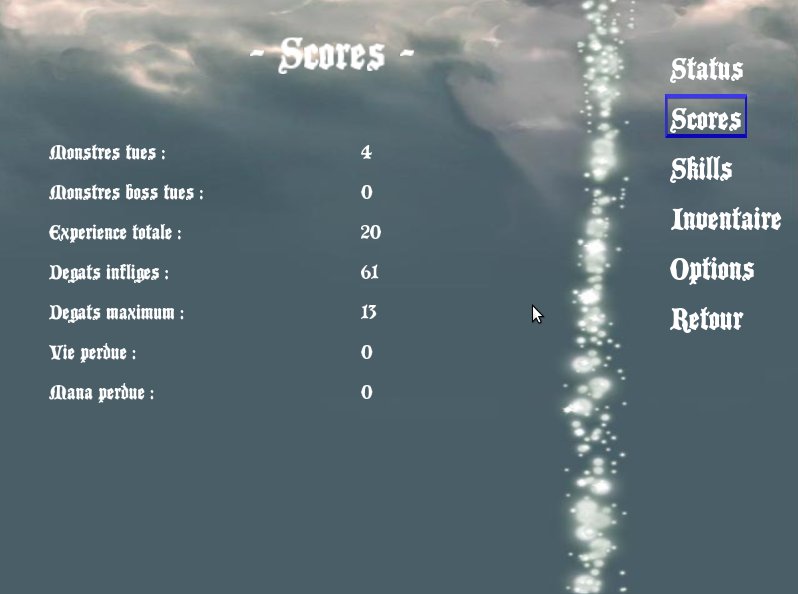 - Scores -
Monstres tues : 4
Monstres boss tues : 0
Experience totale : 20
Degats infliges : 61
Degats maximum : 13
Vie perdue : 0
Mana perdue : 0
Status
Scores
Skills
Inventaire
Options
Retour